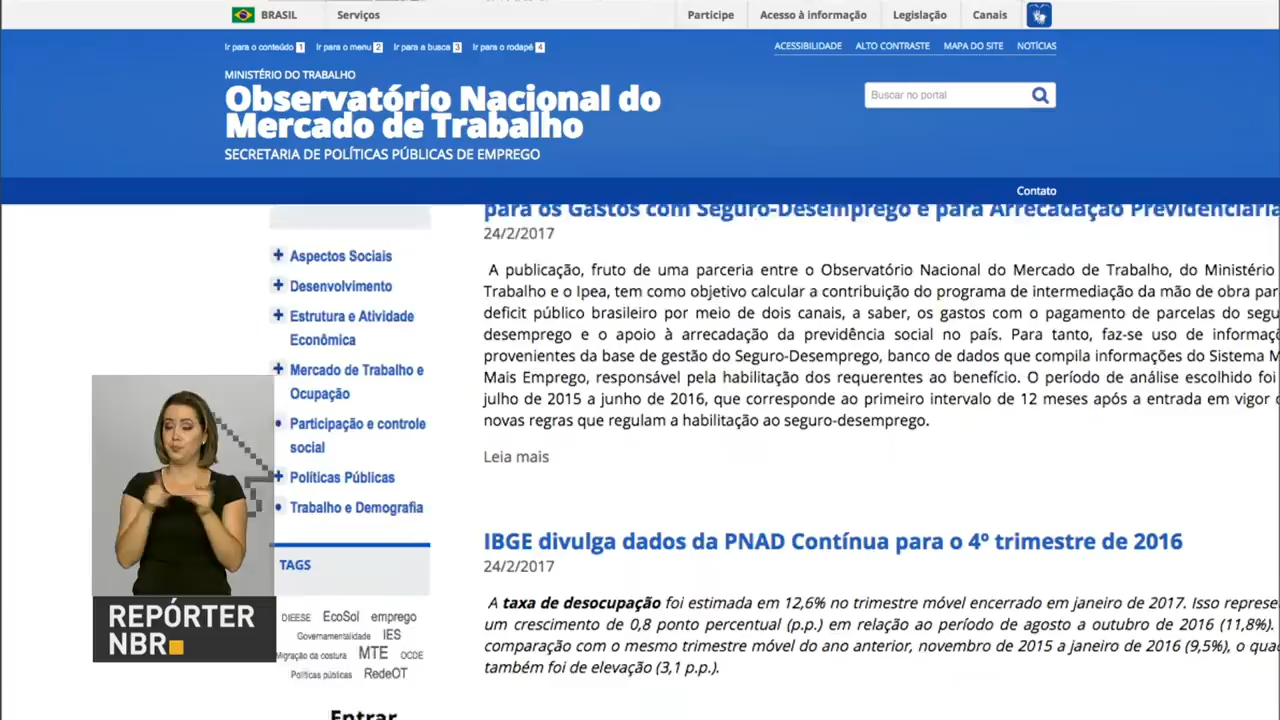 BRASIL Serviços Participe Acesso à informação Legislação Canais
Ir para o conteúdo 1 Ir para o menu 2 Ir para a busca 3 Ir para o rodapé 4 ACESSIBILIDADE ALTO CONTRASTE MAPA DO SITE NOTÍCIAS
MINISTÉRIO DO TRABALHO
Observatório Nacional do
Mercado de Trabalho
SECRETARIA DE POLÍTICAS PÚBLICAS DE EMPREGO
Buscar no portal
Contato
+ Aspectos Sociais
+ Desenvolvimento
+ Estrutura e Atividade
Econômica
+ Mercado de Trabalho e
Ocupação
• Participação e controle
social
+ Políticas Públicas
• Trabalho e Demografia
TAGS
DIEESE EcoSol emprego
Governamentalidade IES
Migração da costura MTE OCDE
Políticas públicas RedeOT
Entrar
para os Gastos com Seguro-Desemprego e para Arrecadação Previdenciária
24/2/2017
A publicação, fruto de uma parceria entre o Observatório Nacional do Mercado de Trabalho, do Ministério
Trabalho e o Ipea, tem como objetivo calcular a contribuição do programa de intermediação da mão de obra par
deficit público brasileiro por meio de dois canais, a saber, os gastos com o pagamento de parcelas do segu
desemprego e o apoio à arrecadação da previdência social no país. Para tanto, faz-se uso de informaç
provenientes da base de gestão do Seguro-Desemprego, banco de dados que compila informações do Sistema M
Mais Emprego, responsável pela habilitação dos requerentes ao benefício. O período de análise escolhido foi
julho de 2015 a junho de 2016, que corresponde ao primeiro intervalo de 12 meses após a entrada em vigor d
novas regras que regulam a habilitação ao seguro-desemprego.
Leia mais
IBGE divulga dados da PNAD Contínua para o 4º trimestre de 2016
24/2/2017
A taxa de desocupação foi estimada em 12,6% no trimestre móvel encerrado em janeiro de 2017. Isso represe
um crescimento de 0,8 ponto percentual (p.p.) em relação ao período de agosto a outubro de 2016 (11,8%).
comparação com o mesmo trimestre móvel do ano anterior, novembro de 2015 a janeiro de 2016 (9,5%), o qua
também foi de elevação (3,1 p.p.).
REPÓRTER
NBR